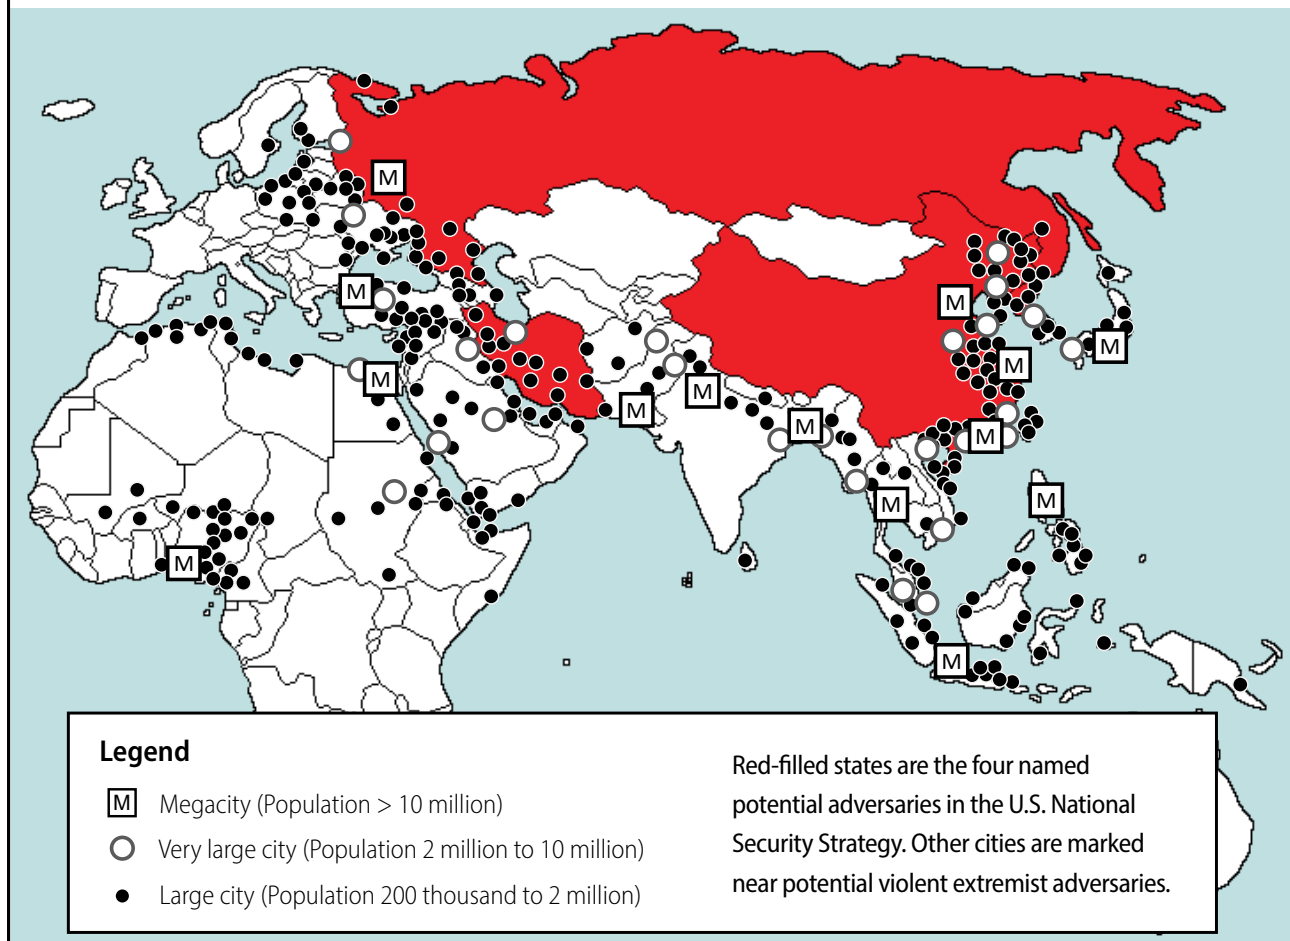 M
M
M
M
M
M
M
M
M
M
M
M
M
M
Legend
M Megacity (Population > 10 million)
Very large city (Population 2 million to 10 million)
Large city (Population 200 thousand to 2 million)
Red-filled states are the four named
potential adversaries in the U.S. National
Security Strategy. Other cities are marked
near potential violent extremist adversaries.